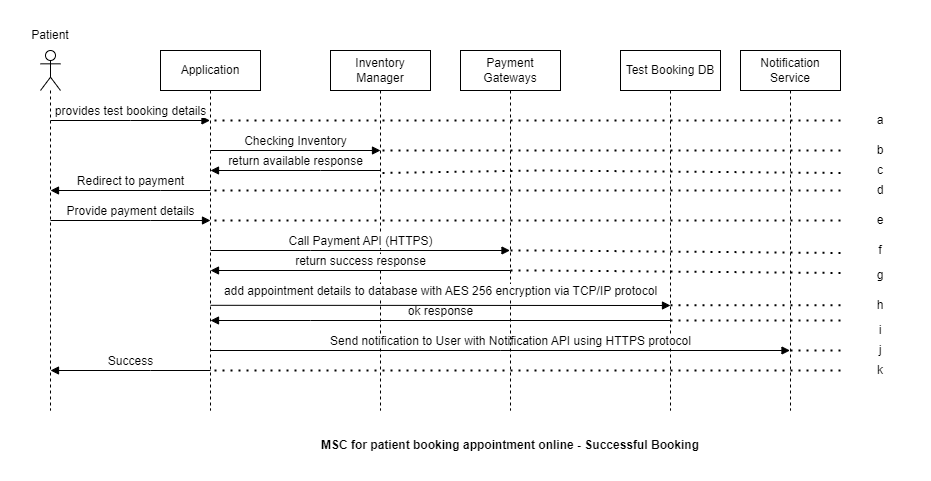 Patient
Application
Inventory
Manager
Payment
Gateways
Test Booking DB
Notification
Service
provides test booking details
a
Checking Inventory
b
return available response
c
Redirect to payment
d
Provide payment details
e
Call Payment API (HTTPS)
f
return success response
g
add appointment details to database with AES 256 encryption via TCP/IP protocol
h
ok response
i
Send notification to User with Notification API using HTTPS protocol
j
Success
k
MSC for patient booking appointment online - Successful Booking